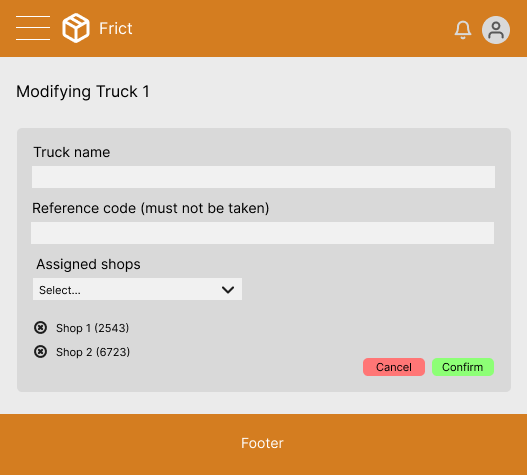 Frict
Modifying Truck 1
Truck name
Reference code (must not be taken)
Assigned shops
Select...
Shop 1 (2543)
Shop 2 (6723)
Cancel Confirm
Footer